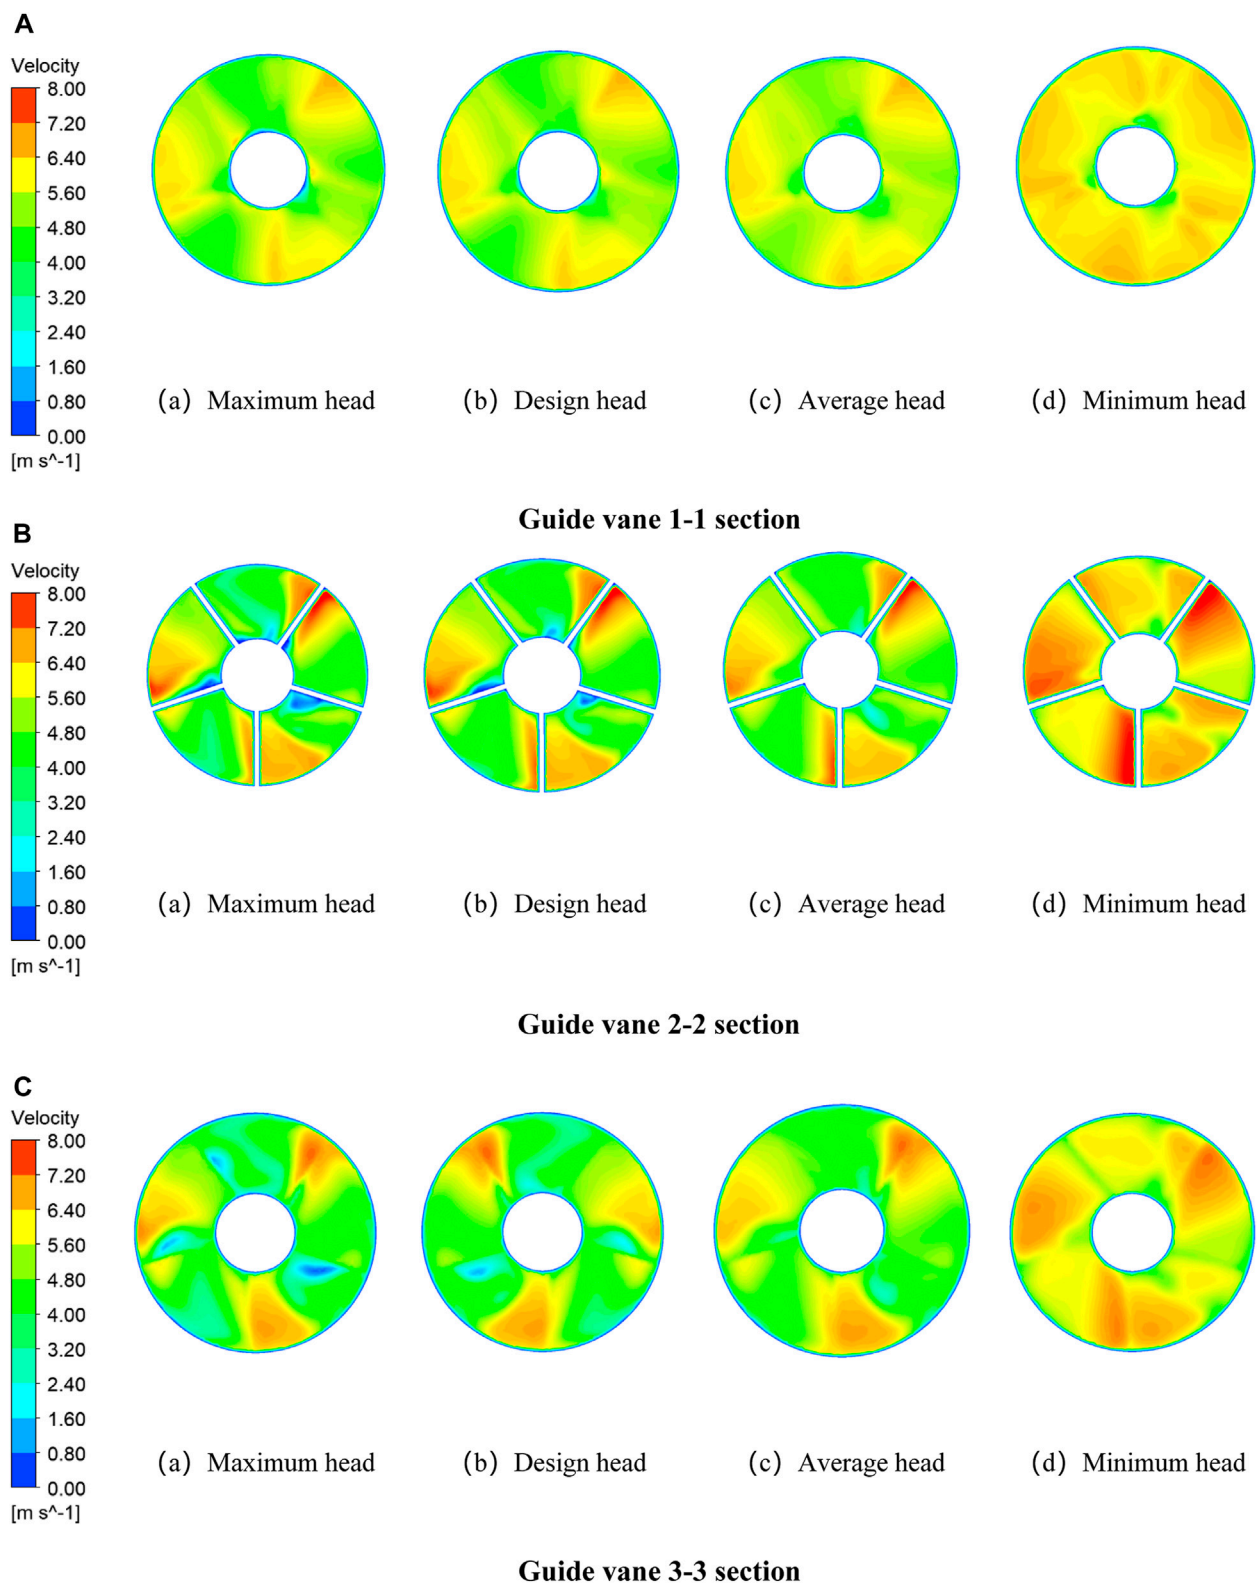 A
Velocity
8.00
7.20
6.40
5.60
4.80
4.00
3.20
2.40
1.60
0.80
0.00
[m s^-1]
(a) Maximum head
(b) Design head
(c) Average head
(d) Minimum head
Guide vane 1-1 section
B
Velocity
8.00
7.20
6.40
5.60
4.80
4.00
3.20
2.40
1.60
0.80
0.00
[m s^-1]
(a) Maximum head
(b) Design head
(c) Average head
(d) Minimum head
Guide vane 2-2 section
C
Velocity
8.00
7.20
6.40
5.60
4.80
4.00
3.20
2.40
1.60
0.80
0.00
[m s^-1]
(a) Maximum head
(b) Design head
(c) Average head
(d) Minimum head
Guide vane 3-3 section